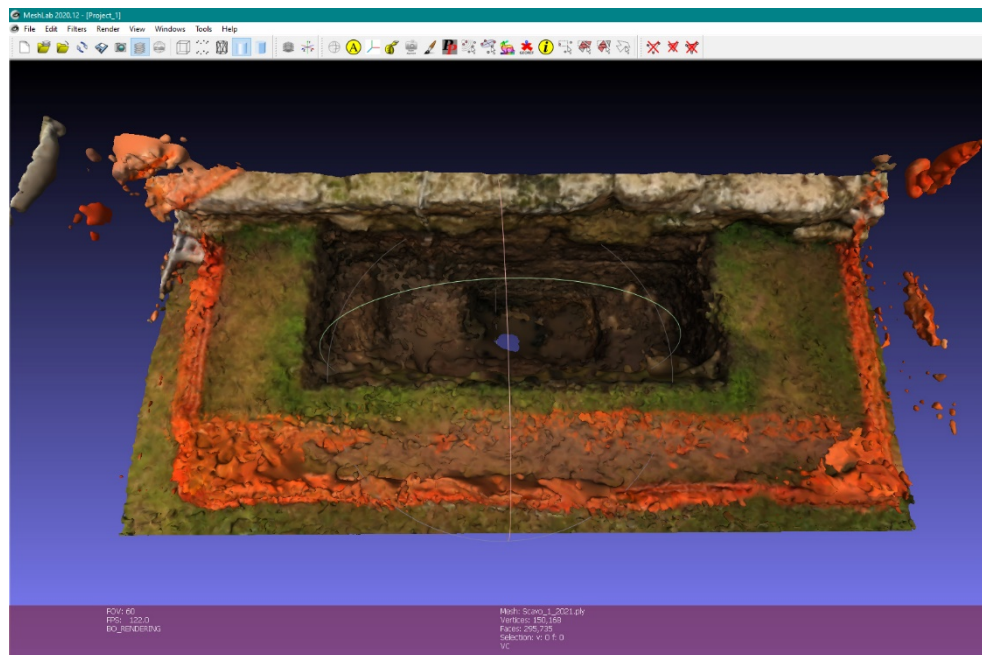 MeshLab 2020.12 - [Project_1]
File Edit Filters Render View Windows Tools Help
FOV: 60
FPS: 122.0
BO_RENDERING
Mesh: Scavo_1_2021.ply
Vertices: 150,168
Faces: 295,735
Selection: v: 0 f: 0
VC